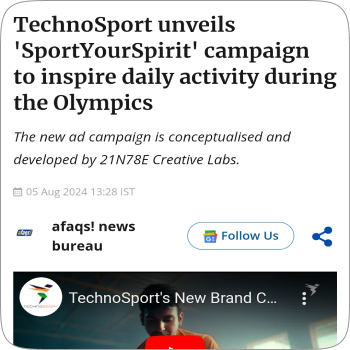 TechnoSport unveils
'SportYourSpirit' campaign
to inspire daily activity during
the Olympics
The new ad campaign is conceptualised and
developed by 21N78E Creative Labs.
05 Aug 2024 13:28 IST
afaqs!
afaqs! news
bureau
Follow Us
TechnoSport's New Brand C...